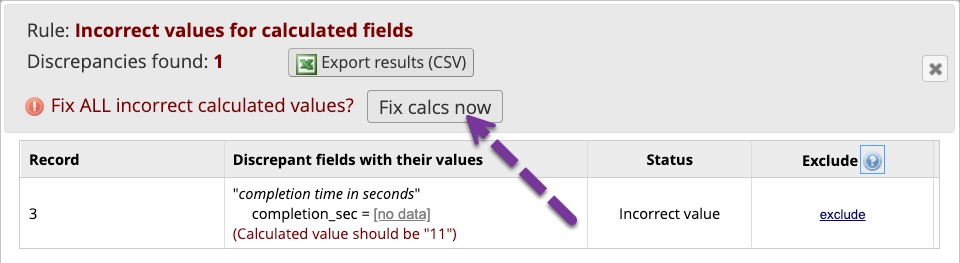 Rule: Incorrect values for calculated fields
Discrepancies found: 1 Export results (CSV)
Fix ALL incorrect calculated values? Fix calcs now
Record Discrepant fields with their values Status Exclude ?
"completion time in seconds"
3 completion_sec = [no data] Incorrect value exclude
(Calculated value should be "11")